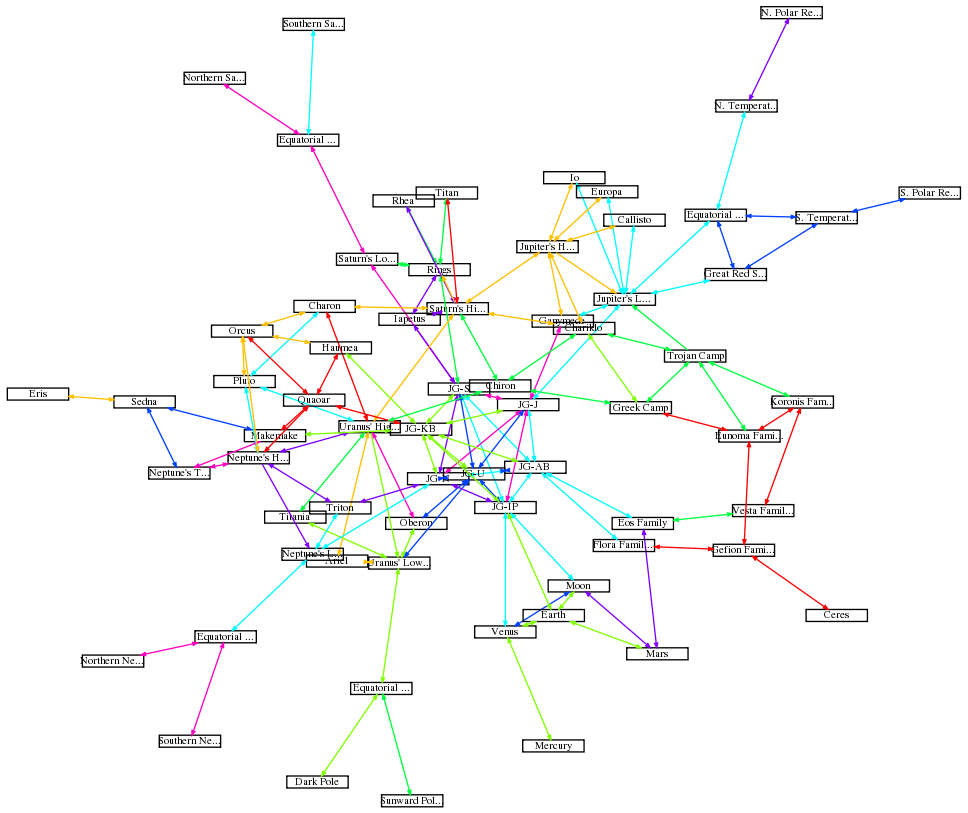 N. Polar Re...
Southern Sa...
Northern Sa...
N. Temperat...
Equatorial ...
Io
Europa
Titan
Rhea
S. Polar Re...
Callisto
Equatorial ...
S. Temperat...
Jupiter's H...
Saturn's Lo...
Rings
Great Red S...
Jupiter's L...
Charon
Saturn's Hi...
Iapetus
Ganymede
Chariklo
Orcus
Haumea
Trojan Camp
Pluto
Chiron
JG-S
Eris
Sedna
Quaoar
JG-J
Greek Camp
Koronis Fam...
Uranus' Hig...
JG-KB
Makemake
Eunoma Fami...
Neptune's H...
Neptune's T...
JG-U
JG-AB
JG-IP
Vesta Famil...
Triton
Titania
Oberon
Eos Family
Flora Famil...
Gefion Fami...
Neptune's L...
Ariel
Uranus' Low...
Moon
Earth
Ceres
Venus
Equatorial ...
Mars
Northern Ne...
Equatorial ...
Southern Ne...
Mercury
Dark Pole
Sunward Pol...